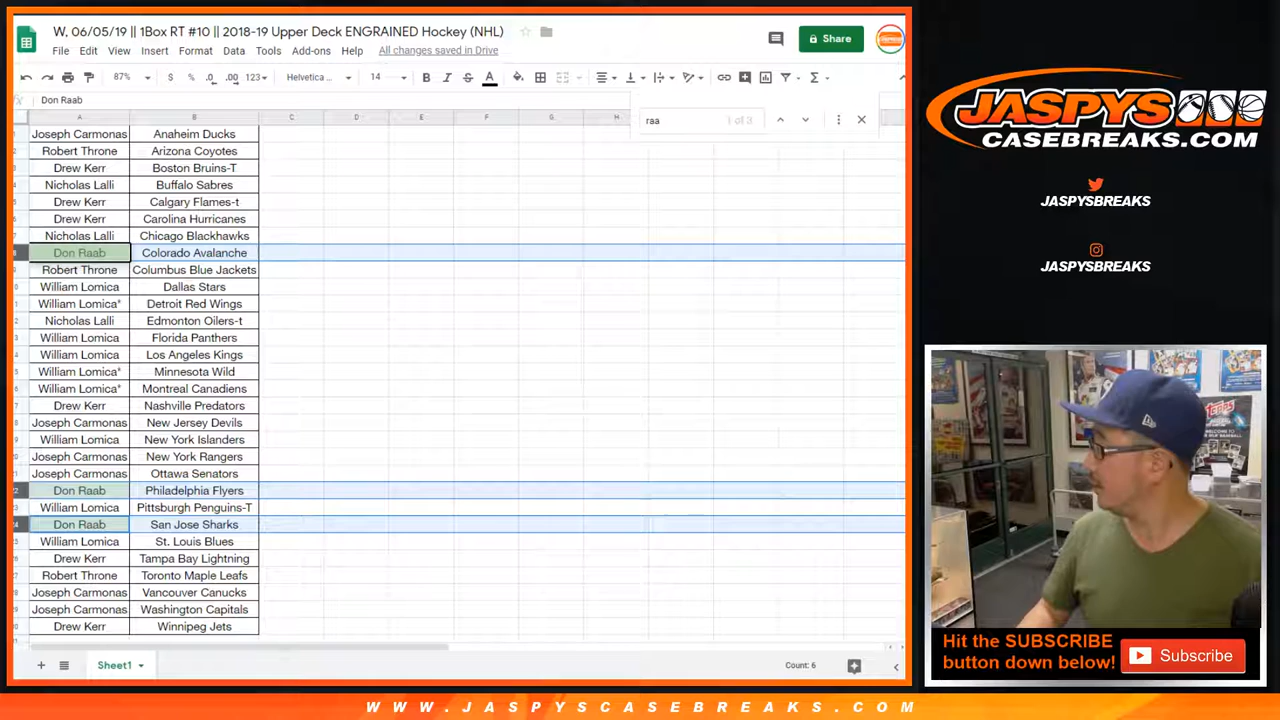 W, 06/05/19 || 1Box RT #10 || 2018-19 Upper Deck ENGRAINED Hockey (NHL)
File Edit View Insert Format Data Tools Add-ons Help All changes saved in Drive
Share
87% $ % .0 .00 123 Helvetica ... 14 B I S A
fx Don Raab
raa 1 of 3
A B C D E F G H
Joseph Carmonas Anaheim Ducks
Robert Throne Arizona Coyotes
Drew Kerr Boston Bruins-T
Nicholas Lalli Buffalo Sabres
Drew Kerr Calgary Flames-t
Drew Kerr Carolina Hurricanes
Nicholas Lalli Chicago Blackhawks
Don Raab Colorado Avalanche
Robert Throne Columbus Blue Jackets
William Lomica Dallas Stars
William Lomica* Detroit Red Wings
Nicholas Lalli Edmonton Oilers-t
William Lomica Florida Panthers
William Lomica Los Angeles Kings
William Lomica* Minnesota Wild
William Lomica* Montreal Canadiens
Drew Kerr Nashville Predators
Joseph Carmonas New Jersey Devils
William Lomica New York Islanders
Joseph Carmonas New York Rangers
Joseph Carmonas Ottawa Senators
Don Raab Philadelphia Flyers
William Lomica Pittsburgh Penguins-T
Don Raab San Jose Sharks
William Lomica St. Louis Blues
Drew Kerr Tampa Bay Lightning
Robert Throne Toronto Maple Leafs
Joseph Carmonas Vancouver Canucks
Joseph Carmonas Washington Capitals
Drew Kerr Winnipeg Jets
Sheet1
Count: 6
JASPYS
CASEBREAKS.COM
JASPYSBREAKS
JASPYSBREAKS
topps
Hit the SUBSCRIBE
button down below!
Subscribe
WWW.JASPYSCASEBREAKS.COM